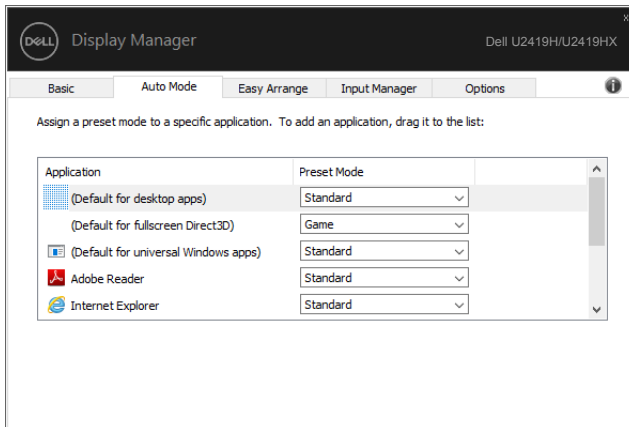 x
DELL Display Manager Dell U2419H/U2419HX
Basic Auto Mode Easy Arrange Input Manager Options i
Assign a preset mode to a specific application. To add an application, drag it to the list:
Application Preset Mode
(Default for desktop apps) Standard
(Default for fullscreen Direct3D) Game
(Default for universal Windows apps) Standard
Adobe Reader Standard
Internet Explorer Standard